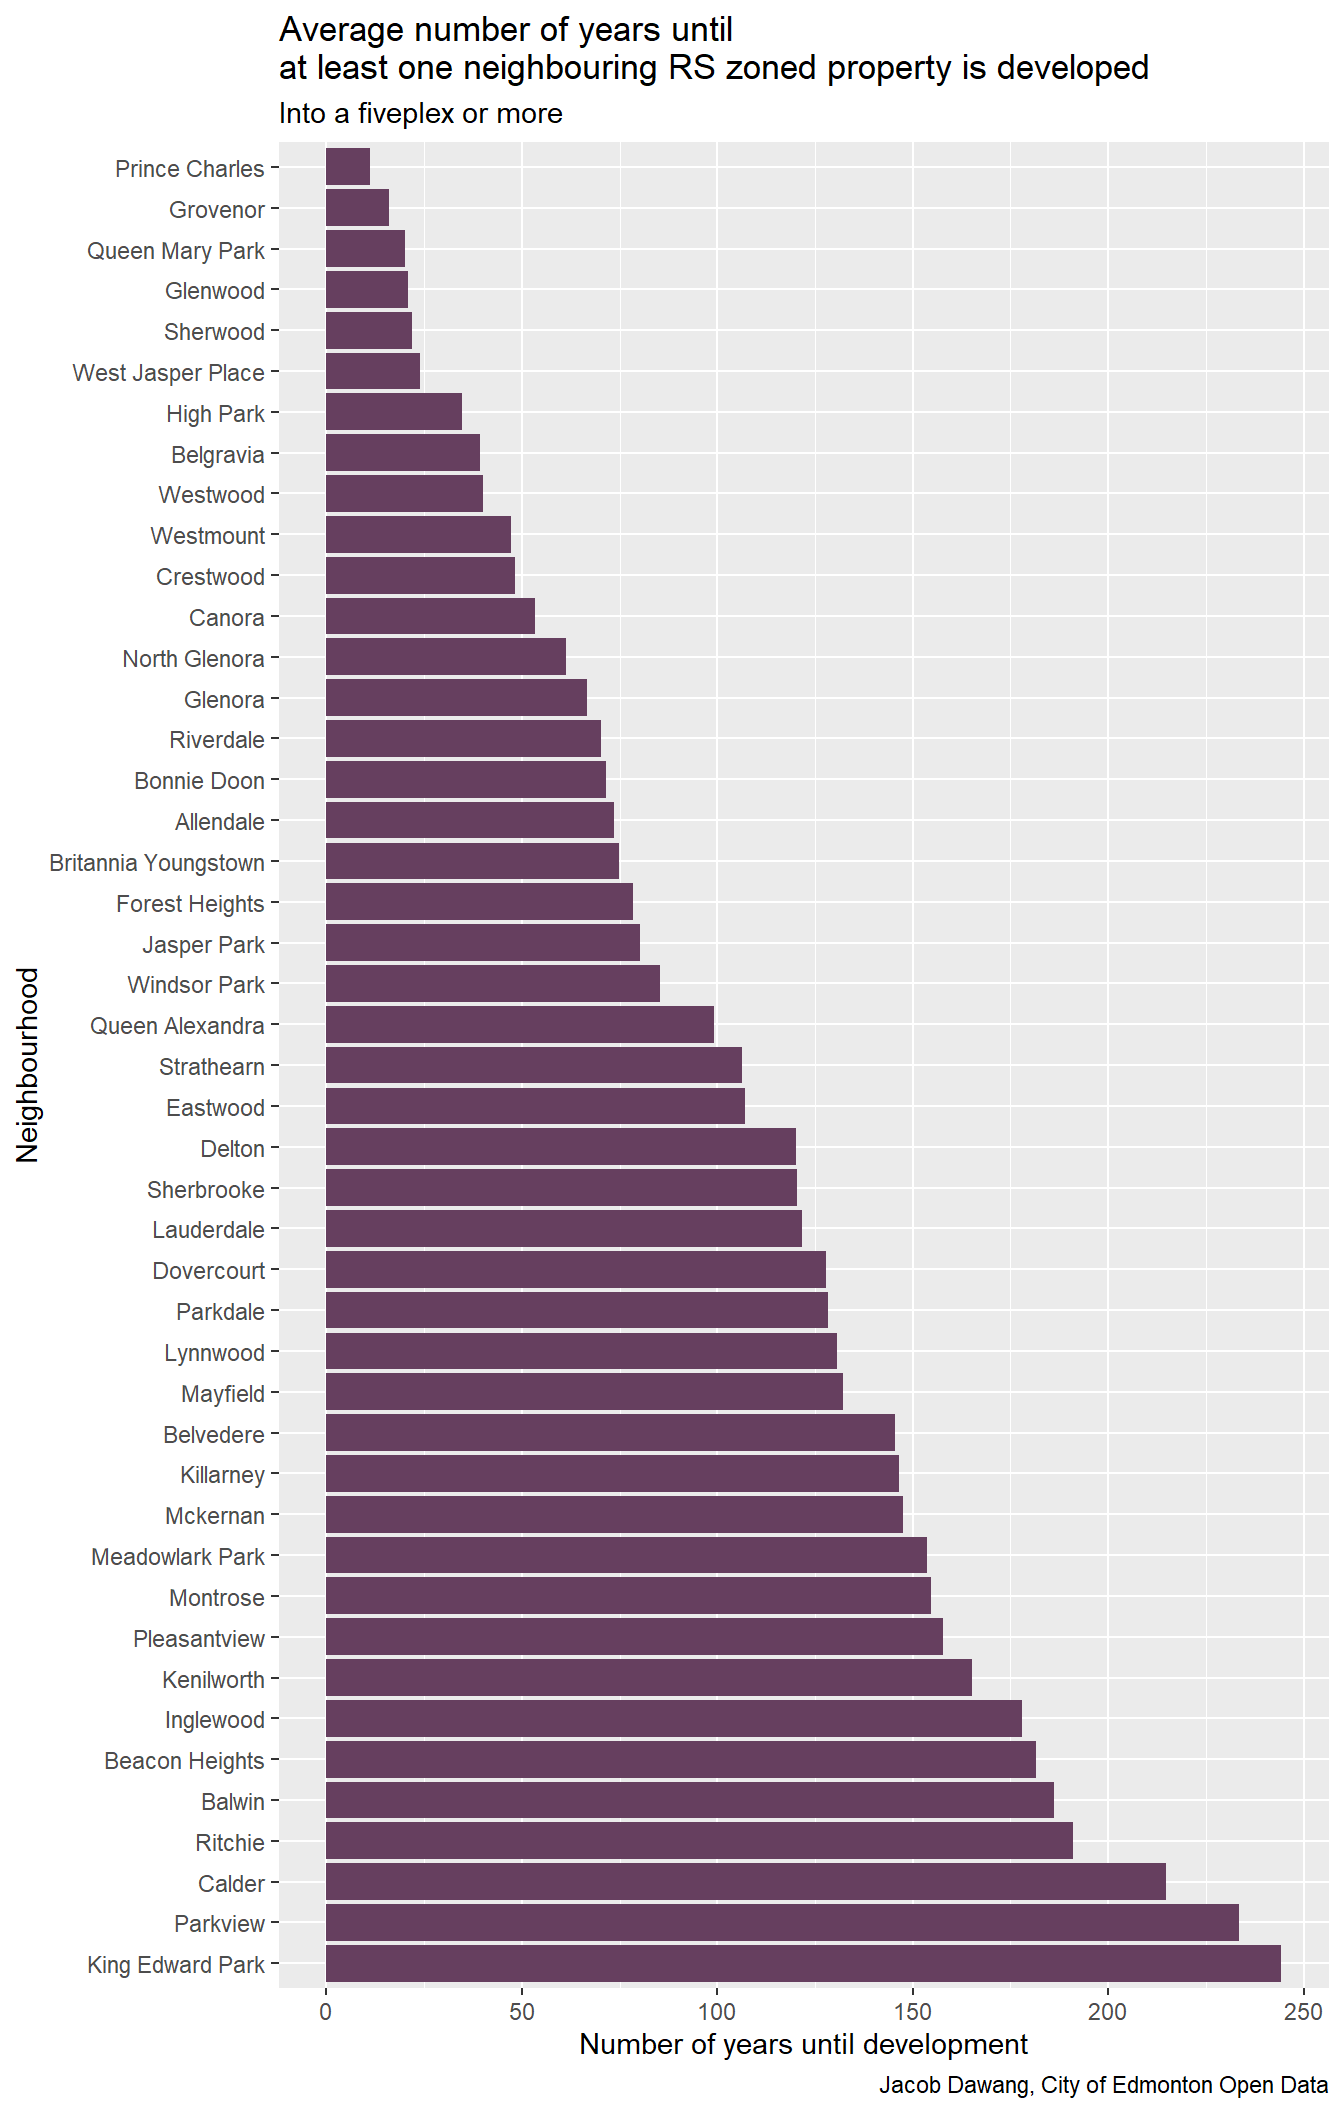 Average number of years until
at least one neighbouring RS zoned property is developed
Into a fiveplex or more
Neighbourhood
Prince Charles
Grovenor
Queen Mary Park
Glenwood
Sherwood
West Jasper Place
High Park
Belgravia
Westwood
Westmount
Crestwood
Canora
North Glenora
Glenora
Riverdale
Bonnie Doon
Allendale
Britannia Youngstown
Forest Heights
Jasper Park
Windsor Park
Queen Alexandra
Strathearn
Eastwood
Delton
Sherbrooke
Lauderdale
Dovercourt
Parkdale
Lynnwood
Mayfield
Belvedere
Killarney
Mckernan
Meadowlark Park
Montrose
Pleasantview
Kenilworth
Inglewood
Beacon Heights
Balwin
Ritchie
Calder
Parkview
King Edward Park
0 50 100 150 200 250
Number of years until development
Jacob Dawang, City of Edmonton Open Data